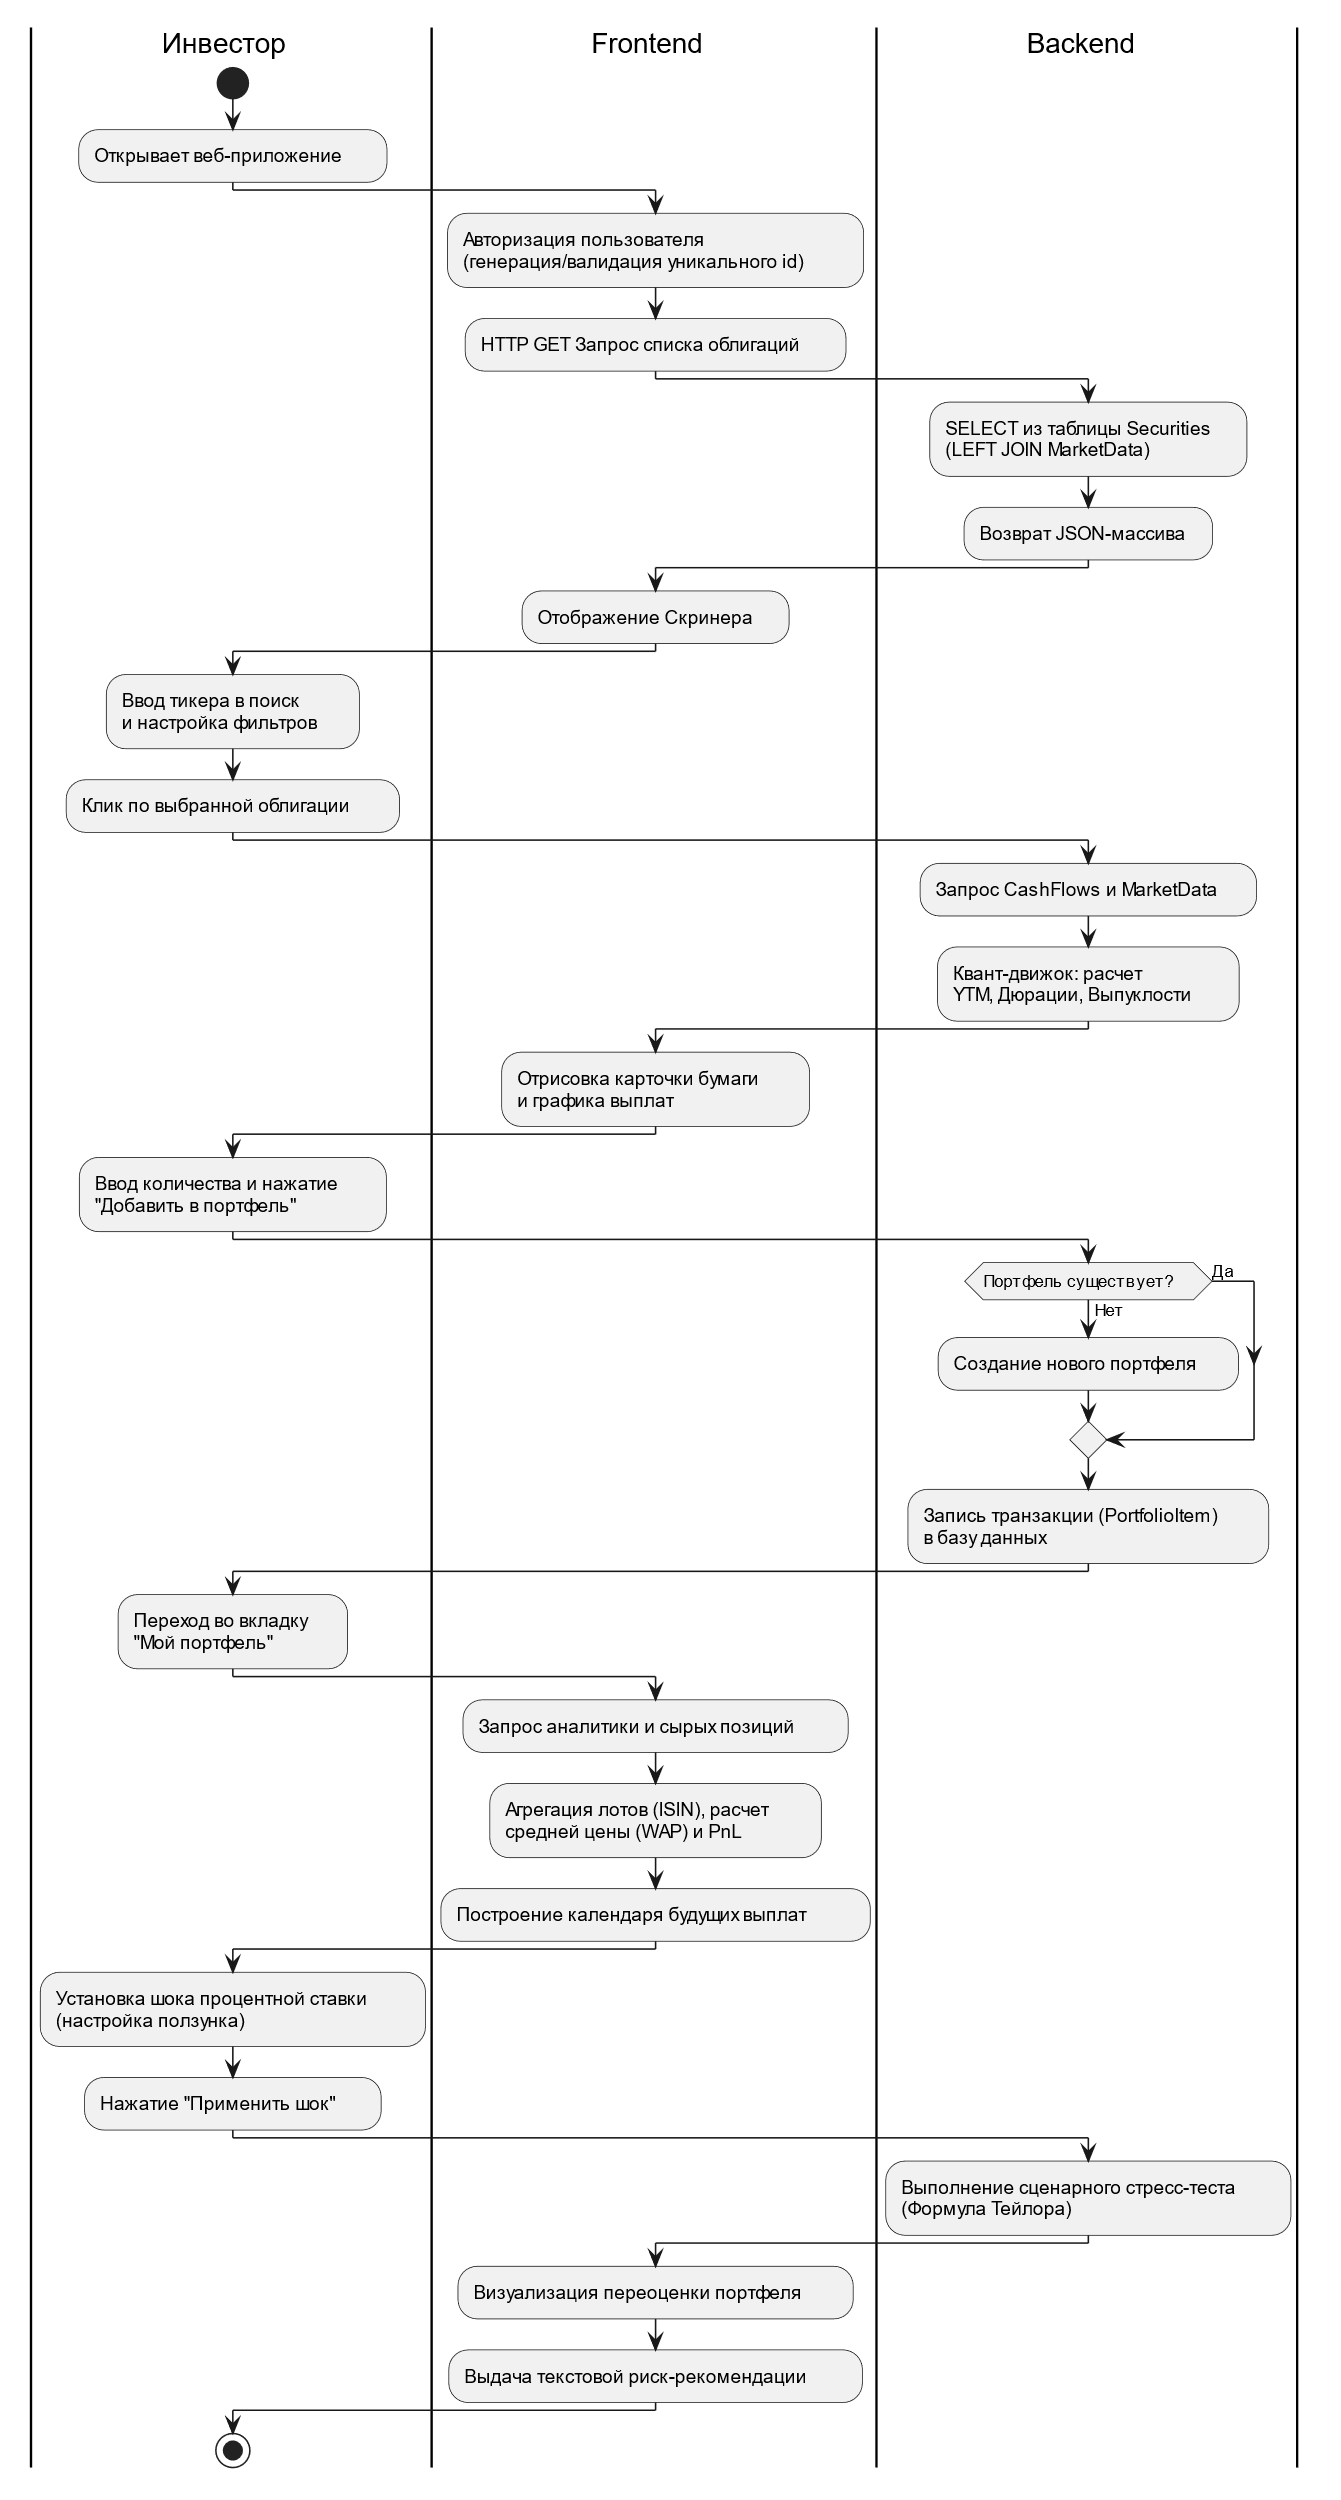 Инвестор
Frontend
Backend
Открывает веб-приложение
Авторизация пользователя
(генерация/валидация уникального id)
HTTP GET Запрос списка облигаций
SELECT из таблицы Securities
(LEFT JOIN MarketData)
Возврат JSON-массива
Отображение Скринера
Ввод тикера в поиск
и настройка фильтров
Клик по выбранной облигации
Запрос CashFlows и MarketData
Квант-движок: расчет
YTM, Дюрации, Выпуклости
Отрисовка карточки бумаги
и графика выплат
Ввод количества и нажатие
"Добавить в портфель"
Портфель существует?
Да
Нет
Создание нового портфеля
Запись транзакции (PortfolioItem)
в базу данных
Переход во вкладку
"Мой портфель"
Запрос аналитики и сырых позиций
Агрегация лотов (ISIN), расчет
средней цены (WAP) и PnL
Построение календаря будущих выплат
Установка шока процентной ставки
(настройка ползунка)
Нажатие "Применить шок"
Выполнение сценарного стресс-теста
(Формула Тейлора)
Визуализация переоценки портфеля
Выдача текстовой риск-рекомендации